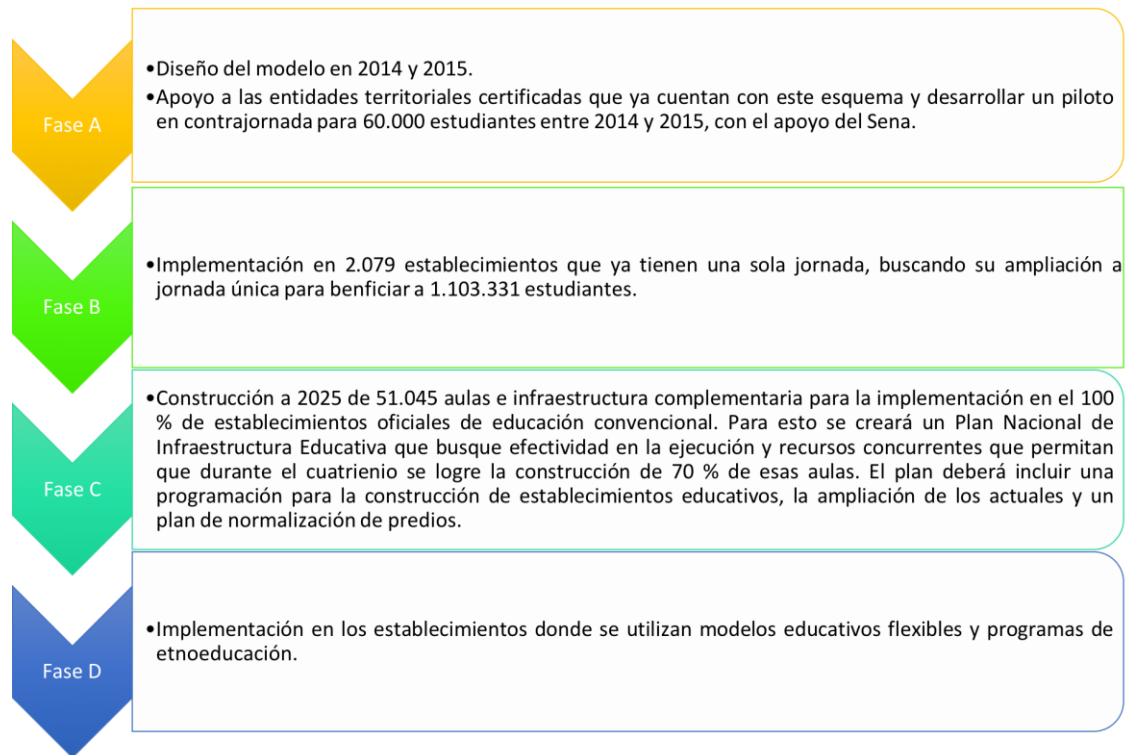 Fase A
•Diseño del modelo en 2014 y 2015.
•Apoyo a las entidades territoriales certificadas que ya cuentan con este esquema y desarrollar un piloto
en contrajornada para 60.000 estudiantes entre 2014 y 2015, con el apoyo del Sena.
Fase B
•Implementación en 2.079 establecimientos que ya tienen una sola jornada, buscando su ampliación a
jornada única para benficiar a 1.103.331 estudiantes.
Fase C
•Construcción a 2025 de 51.045 aulas e infraestructura complementaria para la implementación en el 100
% de establecimientos oficiales de educación convencional. Para esto se creará un Plan Nacional de
Infraestructura Educativa que busque efectividad en la ejecución y recursos concurrentes que permitan
que durante el cuatrienio se logre la construcción de 70 % de esas aulas. El plan deberá incluir una
programación para la construcción de establecimientos educativos, la ampliación de los actuales y un
plan de normalización de predios.
Fase D
•Implementación en los establecimientos donde se utilizan modelos educativos flexibles y programas de
etnoeducación.